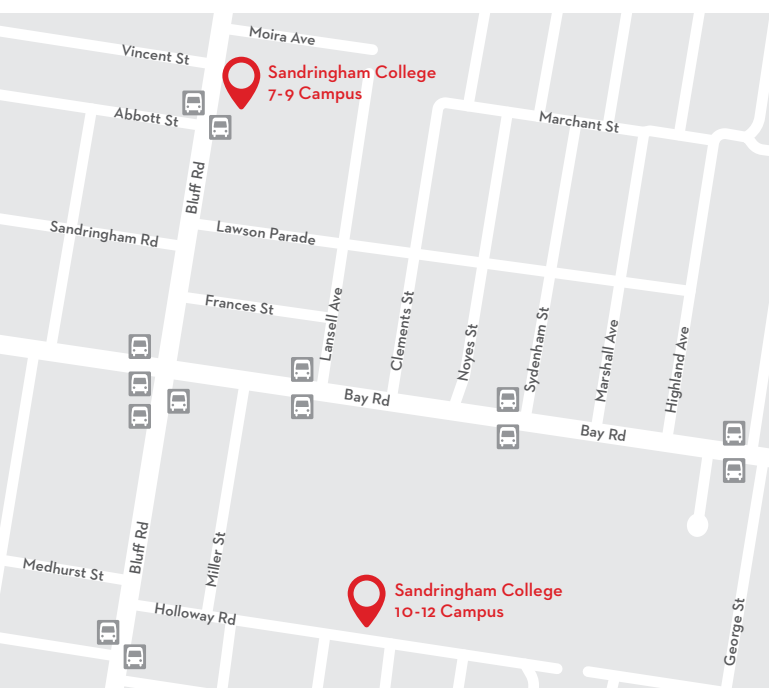 Moira Ave
Vincent St
Sandringham College
7-9 Campus
Abbott St
Marchant St
Bluff Rd
Sandringham Rd
Lawson Parade
Frances St
Lansell Ave
Clements St
Noyes St
Sydenham St
Marshall Ave
Highland Ave
Bay Rd
Bay Rd
Bluff Rd
Miller St
Medhurst St
Sandringham College
10-12 Campus
Holloway Rd
George St